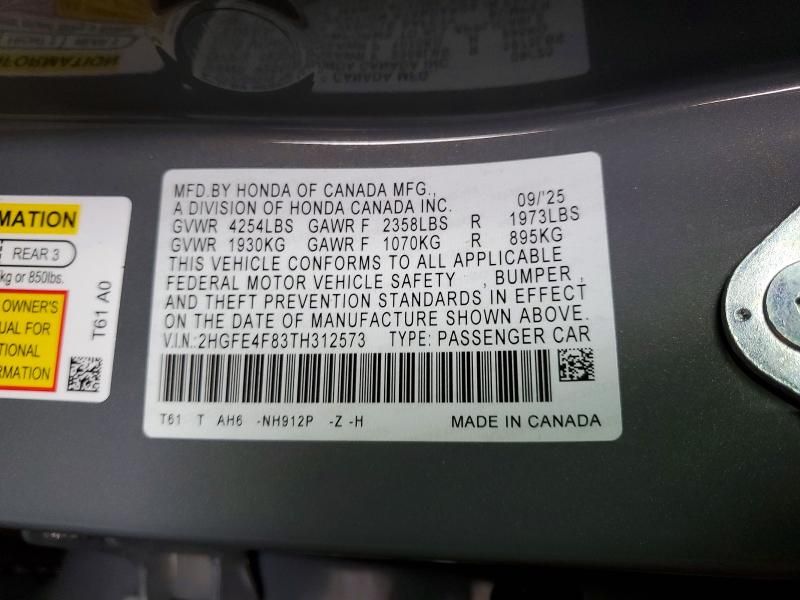 MFD.BY HONDA OF CANADA MFG.,
A DIVISION OF HONDA CANADA INC. 09/'25
GVWR 4254LBS GAWR F 2358LBS R 1973LBS
GVWR 1930KG GAWR F 1070KG R 895KG
THIS VEHICLE CONFORMS TO ALL APPLICABLE
FEDERAL MOTOR VEHICLE SAFETY , BUMPER ,
AND THEFT PREVENTION STANDARDS IN EFFECT
ON THE DATE OF MANUFACTURE SHOWN ABOVE.
V.I.N.:2HGFE4F83TH312573 TYPE: PASSENGER CAR
T61 T AH6 -NH912P -Z -H MADE IN CANADA
MATION
REAR 3
kg or 850lbs.
OWNER'S
UAL FOR
TIONAL
RMATION
T61 A0